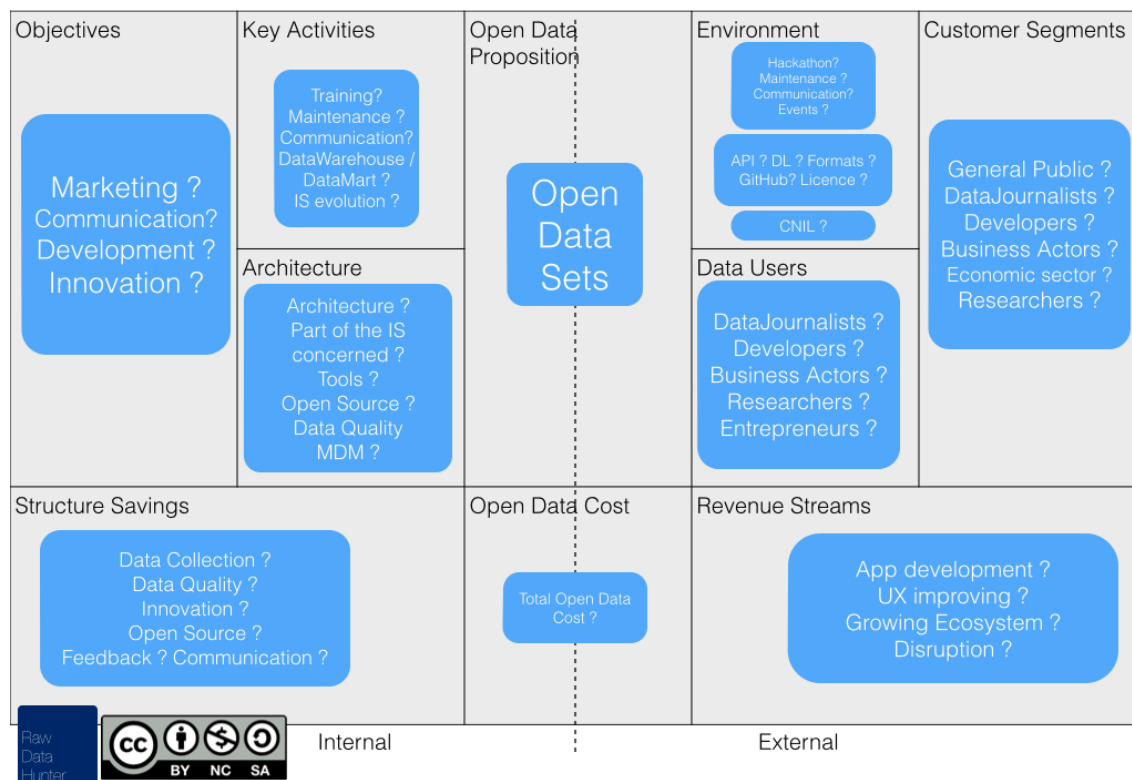 Objectives
Marketing ?
Communication?
Development ?
Innovation ?
Key Activities
Training?
Maintenance ?
Communication?
DataWarehouse /
DataMart ?
IS evolution ?
Architecture
Architecture ?
Part of the IS
concerned ?
Tools ?
Open Source ?
Data Quality
MDM ?
Open Data
Proposition
Open
Data
Sets
Environment
Hackathon?
Maintenance ?
Communication?
Events ?
API ? DL ? Formats ?
GitHub? Licence ?
CNIL ?
Data Users
DataJournalists ?
Developers ?
Business Actors ?
Researchers ?
Entrepreneurs ?
Customer Segments
General Public ?
DataJournalists ?
Developers ?
Business Actors ?
Economic sector ?
Researchers ?
Structure Savings
Data Collection ?
Data Quality ?
Innovation ?
Open Source ?
Feedback ? Communication ?
Open Data Cost
Total Open Data
Cost ?
Revenue Streams
App development ?
UX improving ?
Growing Ecosystem ?
Disruption ?
Raw
Data
Hunter
cc
BY NC SA
Internal
External